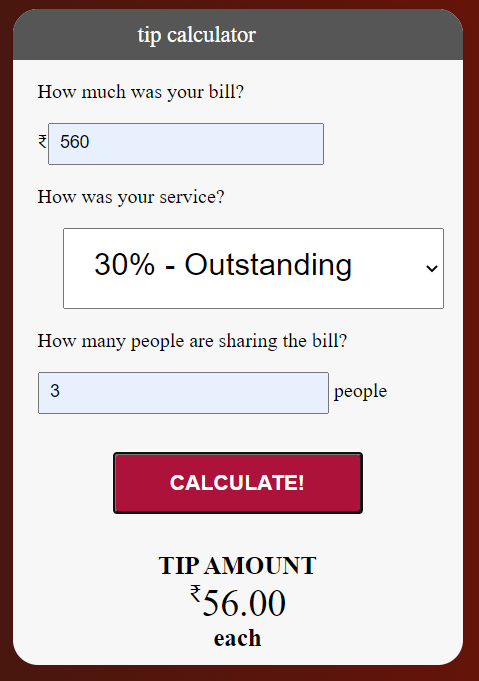 tip calculator
How much was your bill?
₹ 560
How was your service?
30% - Outstanding
How many people are sharing the bill?
3 people
CALCULATE!
TIP AMOUNT
₹56.00
each